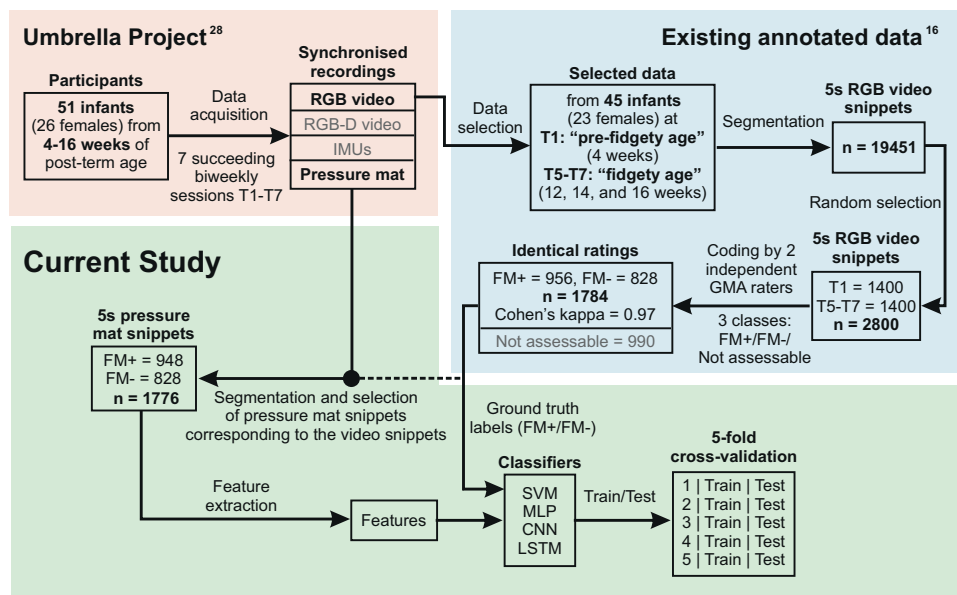 Umbrella Project 28
Participants
51 infants
(26 females) from
4-16 weeks of
post-term age
Data
acquisition
7 succeeding
biweekly
sessions T1-T7
Synchronised
recordings
RGB video
RGB-D video
IMUs
Pressure mat
Existing annotated data 16
Data
selection
Selected data
from 45 infants
(23 females) at
T1: “pre-fidgety age”
(4 weeks)
T5-T7: “fidgety age”
(12, 14, and 16 weeks)
Segmentation
5s RGB video
snippets
n = 19451
Random selection
5s RGB video
snippets
T1 = 1400
T5-T7 = 1400
n = 2800
Coding by 2
independent
GMA raters
3 classes:
FM+/FM-/
Not assessable
Identical ratings
FM+ = 956, FM- = 828
n = 1784
Cohen’s kappa = 0.97
Not assessable = 990
Current Study
5s pressure
mat snippets
FM+ = 948
FM- = 828
n = 1776
Segmentation and selection
of pressure mat snippets
corresponding to the video snippets
Ground truth
labels (FM+/FM-)
Feature
extraction
Features
Classifiers
SVM
MLP
CNN
LSTM
Train/Test
5-fold
cross-validation
1 | Train | Test
2 | Train | Test
3 | Train | Test
4 | Train | Test
5 | Train | Test